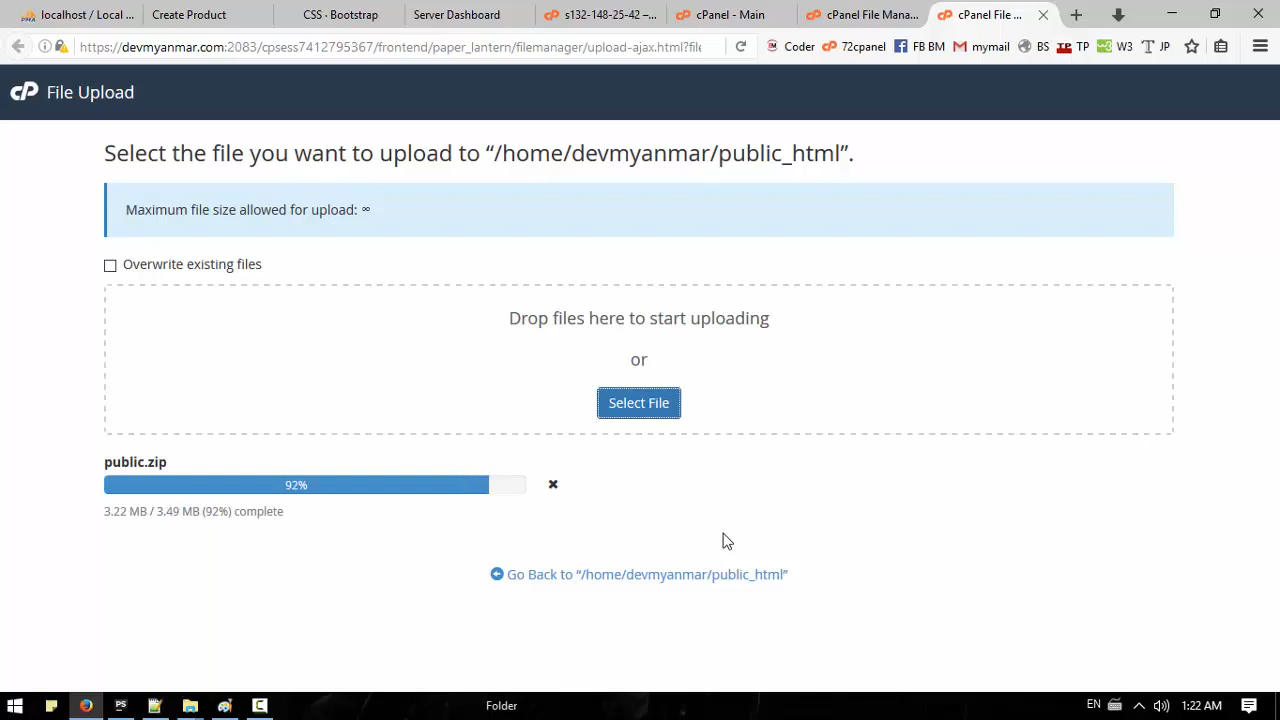 localhost / Local ...
Create Product
CSS · Bootstrap
Server Dashboard
s132-148-25-42 –...
cPanel - Main
cPanel File Mana...
cPanel File ...
https://devmyanmar.com:2083/cpsess7412795367/frontend/paper_lantern/filemanager/upload-ajax.html?file
Coder
72cpanel
FB BM
mymail
BS
TP
W3
JP
cP File Upload
Select the file you want to upload to “/home/devmyanmar/public_html”.
Maximum file size allowed for upload: ∞
Overwrite existing files
Drop files here to start uploading
or
Select File
public.zip
92%
3.22 MB / 3.49 MB (92%) complete
Go Back to “/home/devmyanmar/public_html”
Folder
EN
1:22 AM